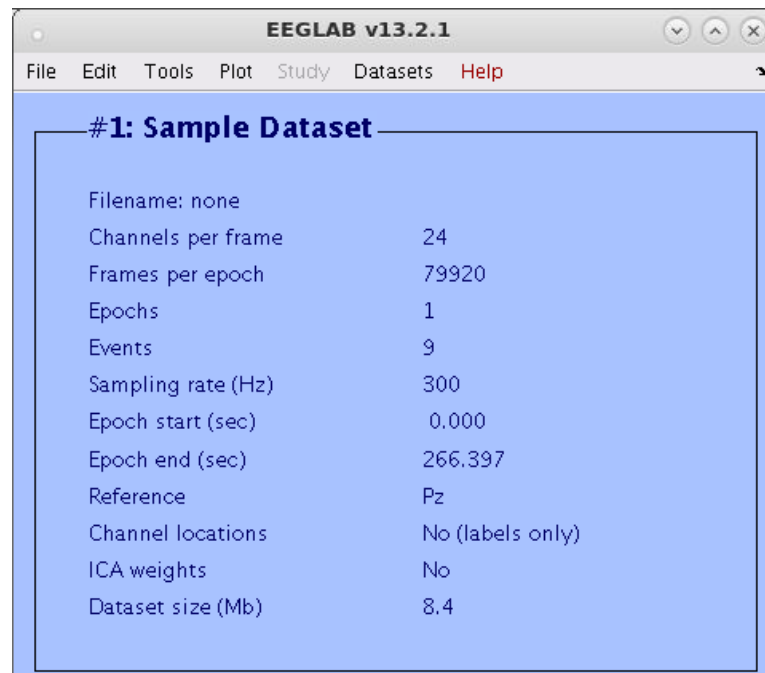 EEGLAB v13.2.1
File Edit Tools Plot Study Datasets Help
#1: Sample Dataset
Filename: none
Channels per frame 24
Frames per epoch 79920
Epochs 1
Events 9
Sampling rate (Hz) 300
Epoch start (sec) 0.000
Epoch end (sec) 266.397
Reference Pz
Channel locations No (labels only)
ICA weights No
Dataset size (Mb) 8.4